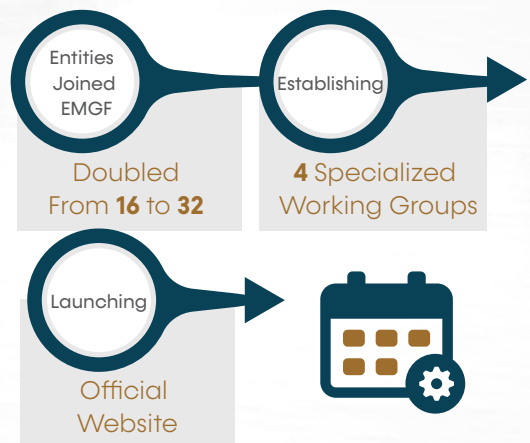 Entities
Joined
EMGF
Doubled
From 16 to 32
Establishing
4 Specialized
Working Groups
Launching
Official
Website